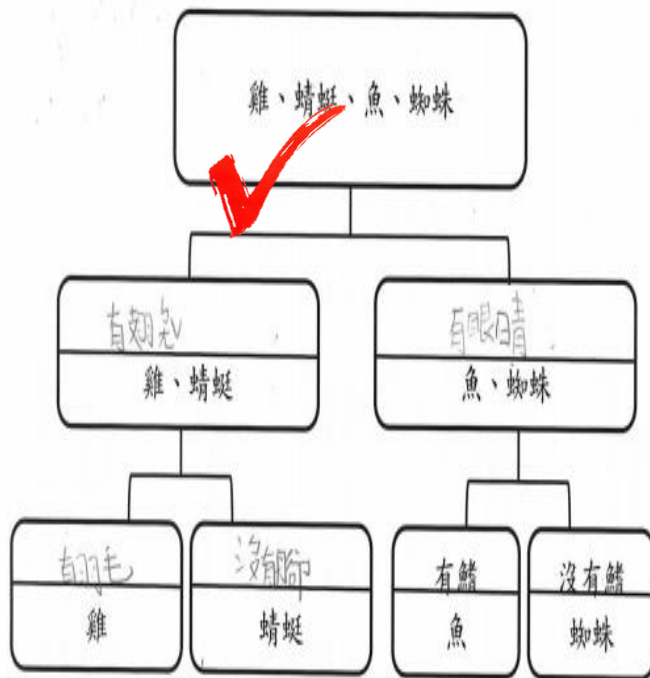 雞、蜻蜓、魚、蜘蛛
有翅忽
雞、蜻蜓
有眼睛
魚、蜘蛛
有羽毛
雞
沒有腳
蜻蜓
有鰭
魚
沒有鰭
蜘蛛